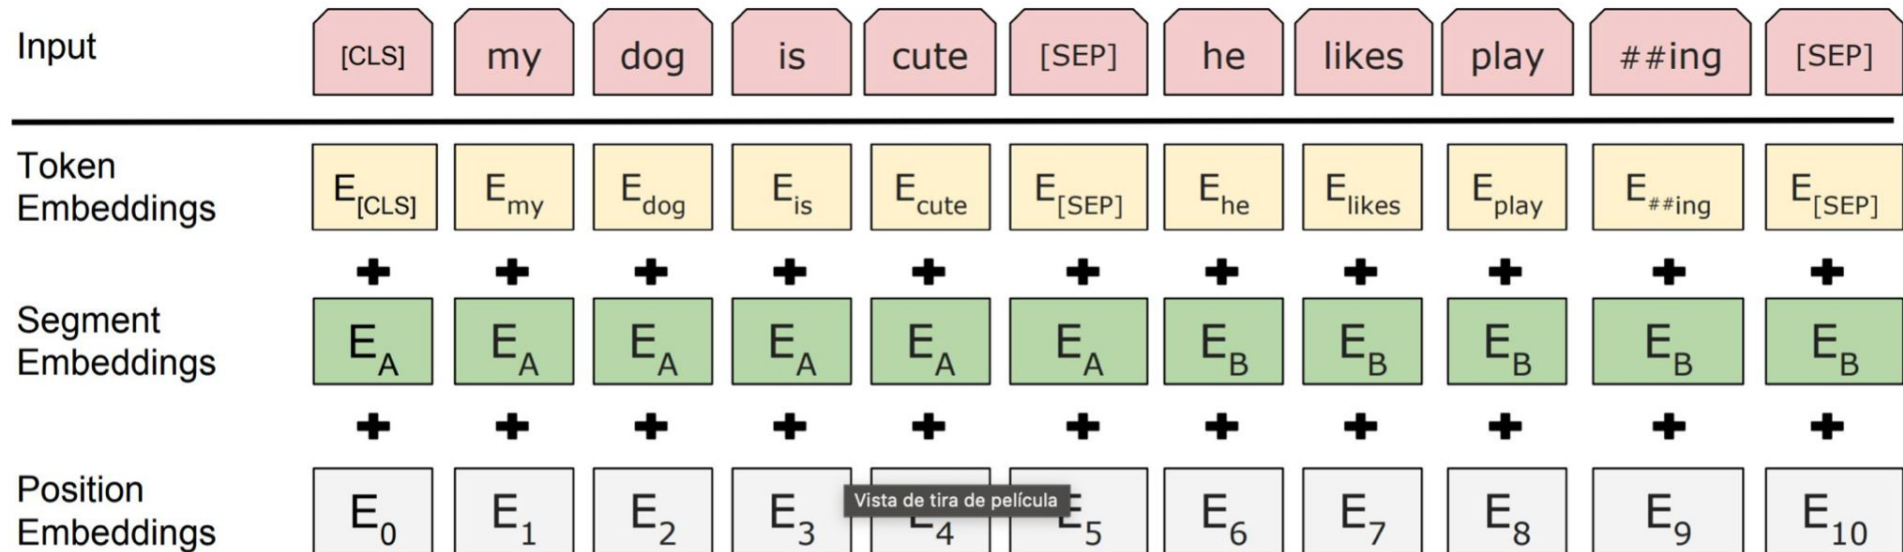 Input [CLS] my dog is cute [SEP] he likes play ##ing [SEP]
Token
Embeddings
E[CLS] Emy Edog Eis Ecute E[SEP] Ehe Elikes Eplay E##ing E[SEP]
+ + + + + + + + + + +
Segment
Embeddings
EA EA EA EA EA EA EB EB EB EB EB
+ + + + + + + + + + +
Position
Embeddings
E0 E1 E2 E3 E4 E5 E6 E7 E8 E9 E10
Vista de tira de película